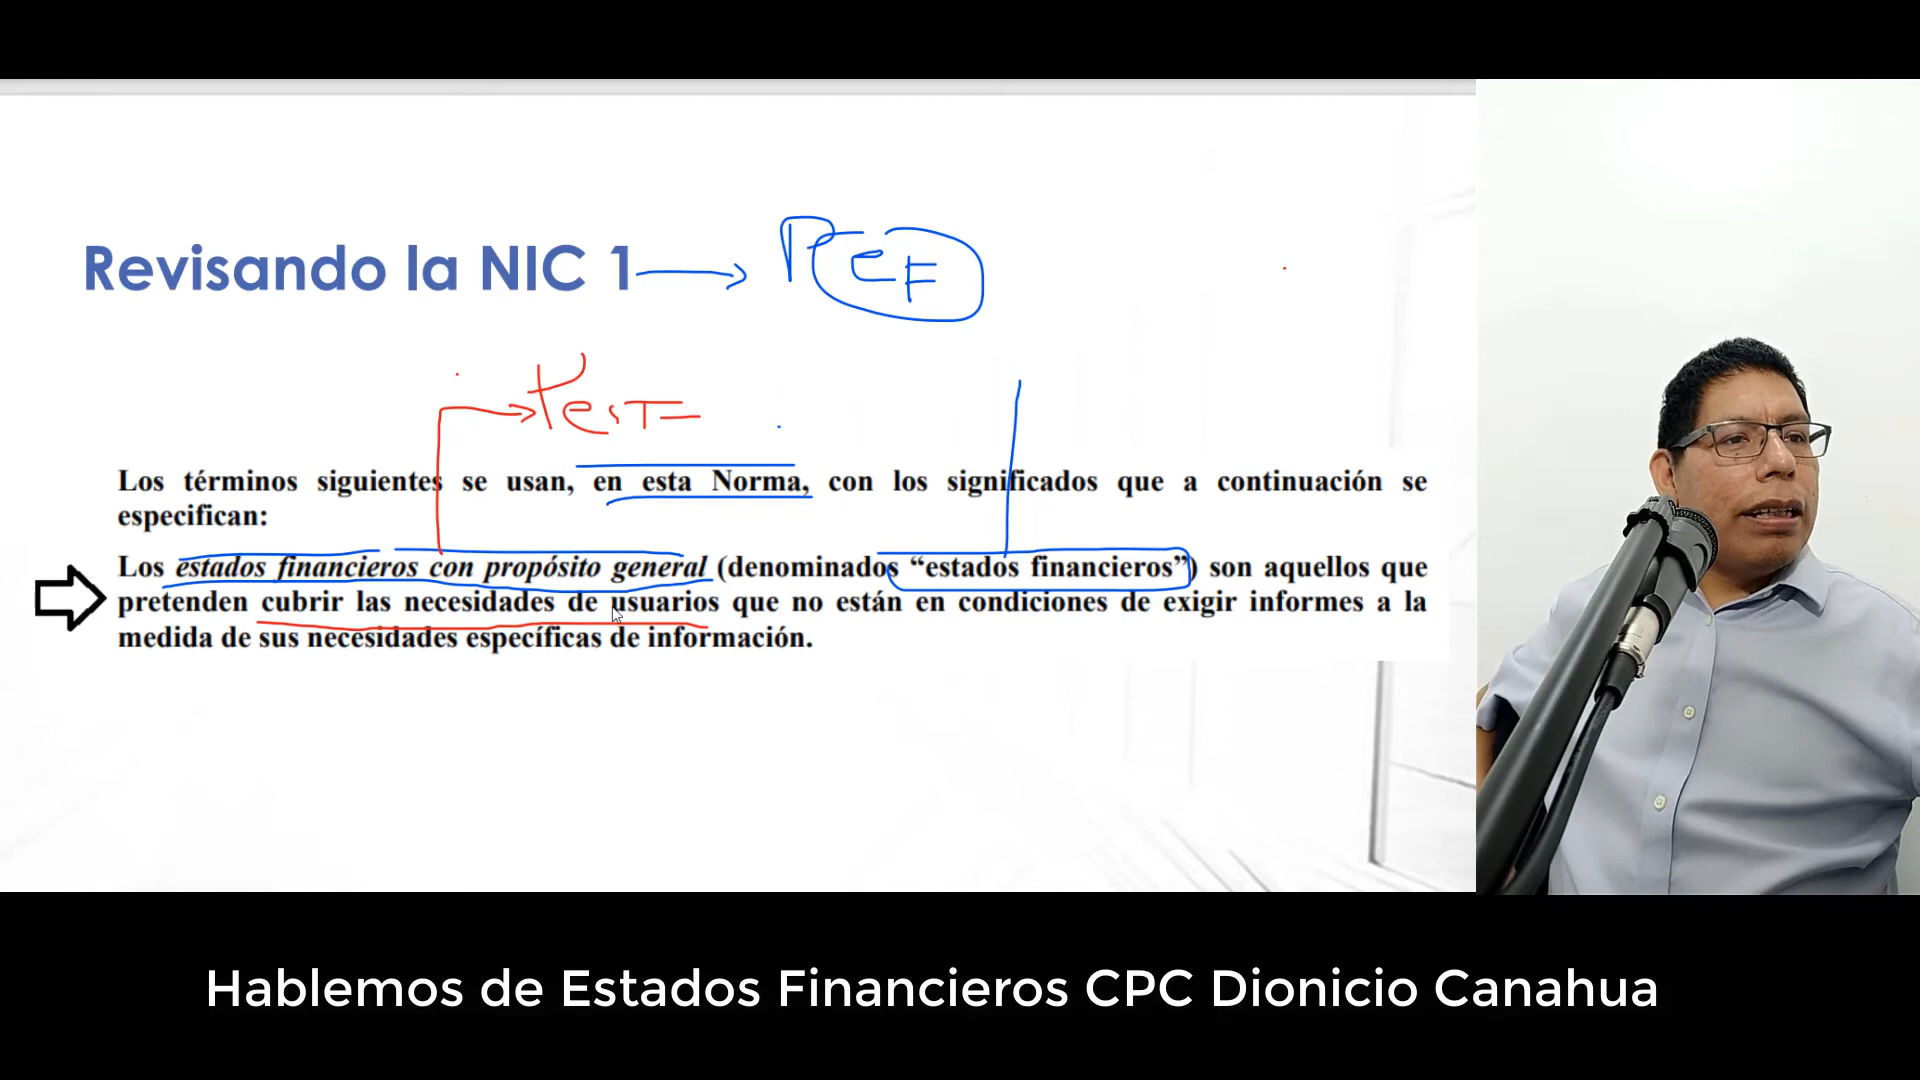 Revisando la NIC 1
PEF
Los términos siguientes se usan, en esta Norma, con los significados que a continuación se
especifican:
Los estados financieros con propósito general (denominados “estados financieros”) son aquellos que
pretenden cubrir las necesidades de usuarios que no están en condiciones de exigir informes a la
medida de sus necesidades específicas de información.
Hablemos de Estados Financieros CPC Dionicio Canahua